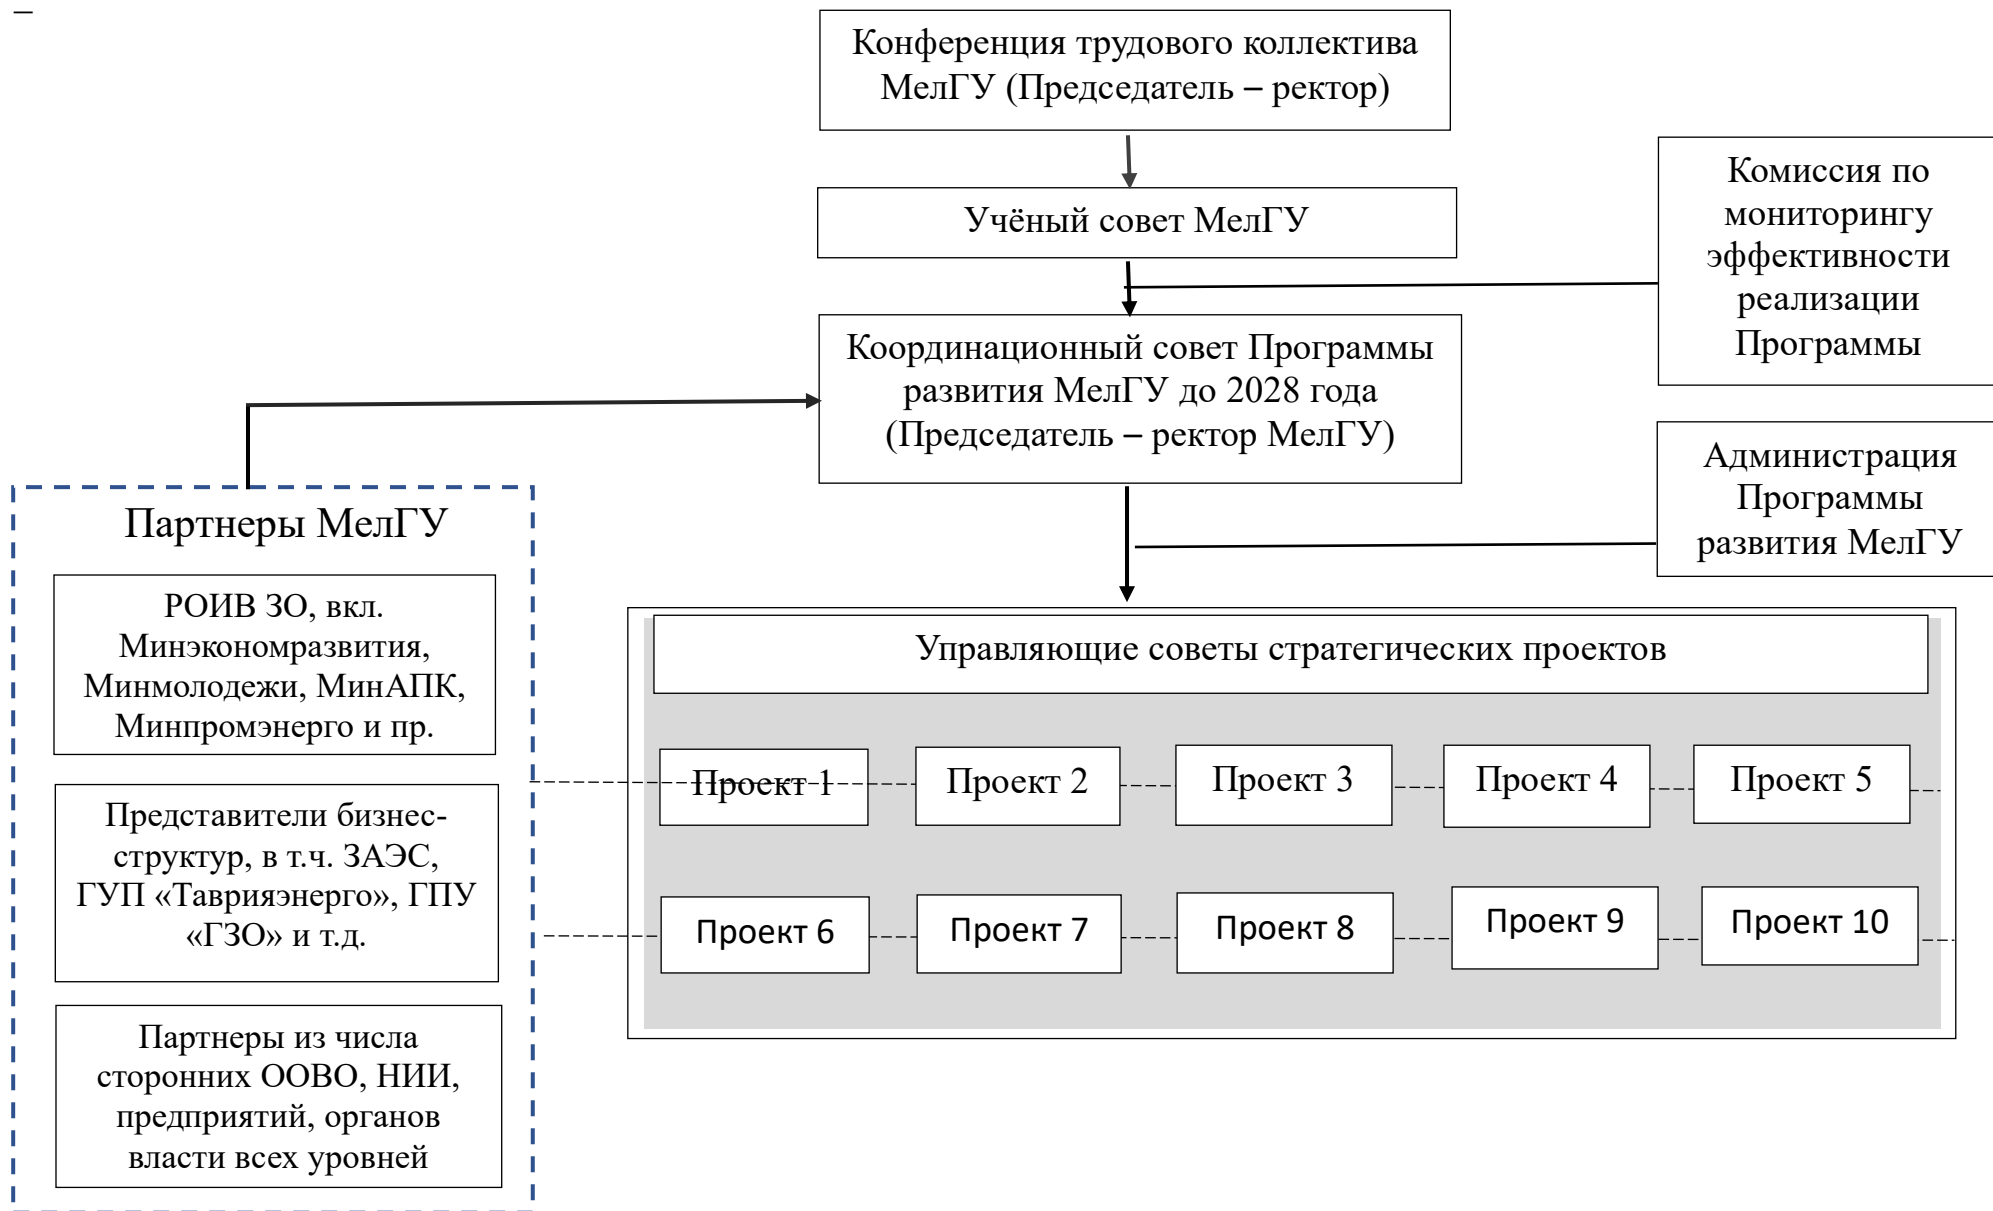 –
Конференция трудового коллектива
МелГУ (Председатель – ректор)
Учёный совет МелГУ
Комиссия по
мониторингу
эффективности
реализации
Программы
Координационный совет Программы
развития МелГУ до 2028 года
(Председатель – ректор МелГУ)
Администрация
Программы
развития МелГУ
Партнеры МелГУ
РОИВ ЗО, вкл.
Минэкономразвития,
Минмолодежи, МинАПК,
Минпромэнерго и пр.
Представители бизнес-
структур, в т.ч. ЗАЭС,
ГУП «Таврияэнерго», ГПУ
«ГЗО» и т.д.
Партнеры из числа
сторонних ООВО, НИИ,
предприятий, органов
власти всех уровней
Управляющие советы стратегических проектов
Проект 1
Проект 2
Проект 3
Проект 4
Проект 5
Проект 6
Проект 7
Проект 8
Проект 9
Проект 10